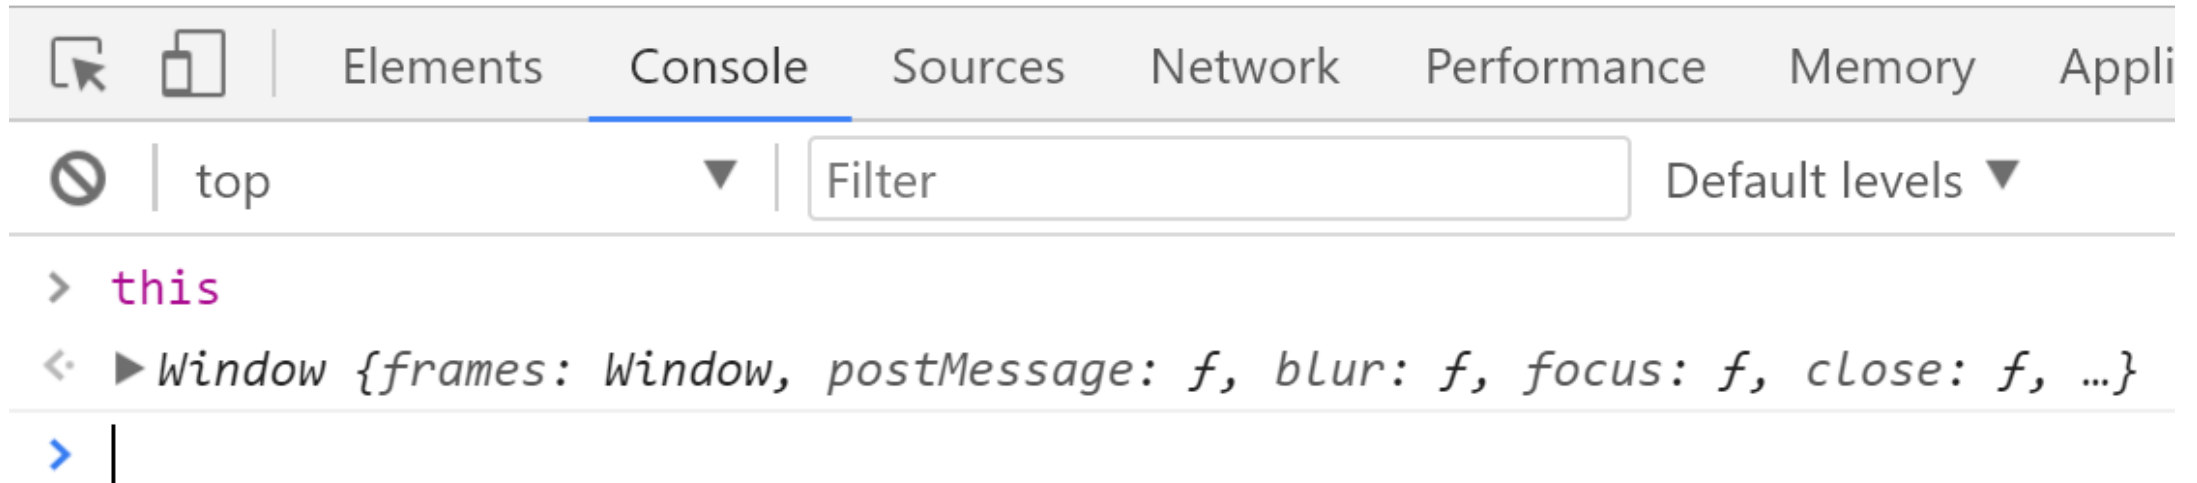 Elements Console Sources Network Performance Memory Appli
top Filter Default levels
> this
Window {frames: Window, postMessage: ƒ, blur: ƒ, focus: ƒ, close: ƒ, …}
>